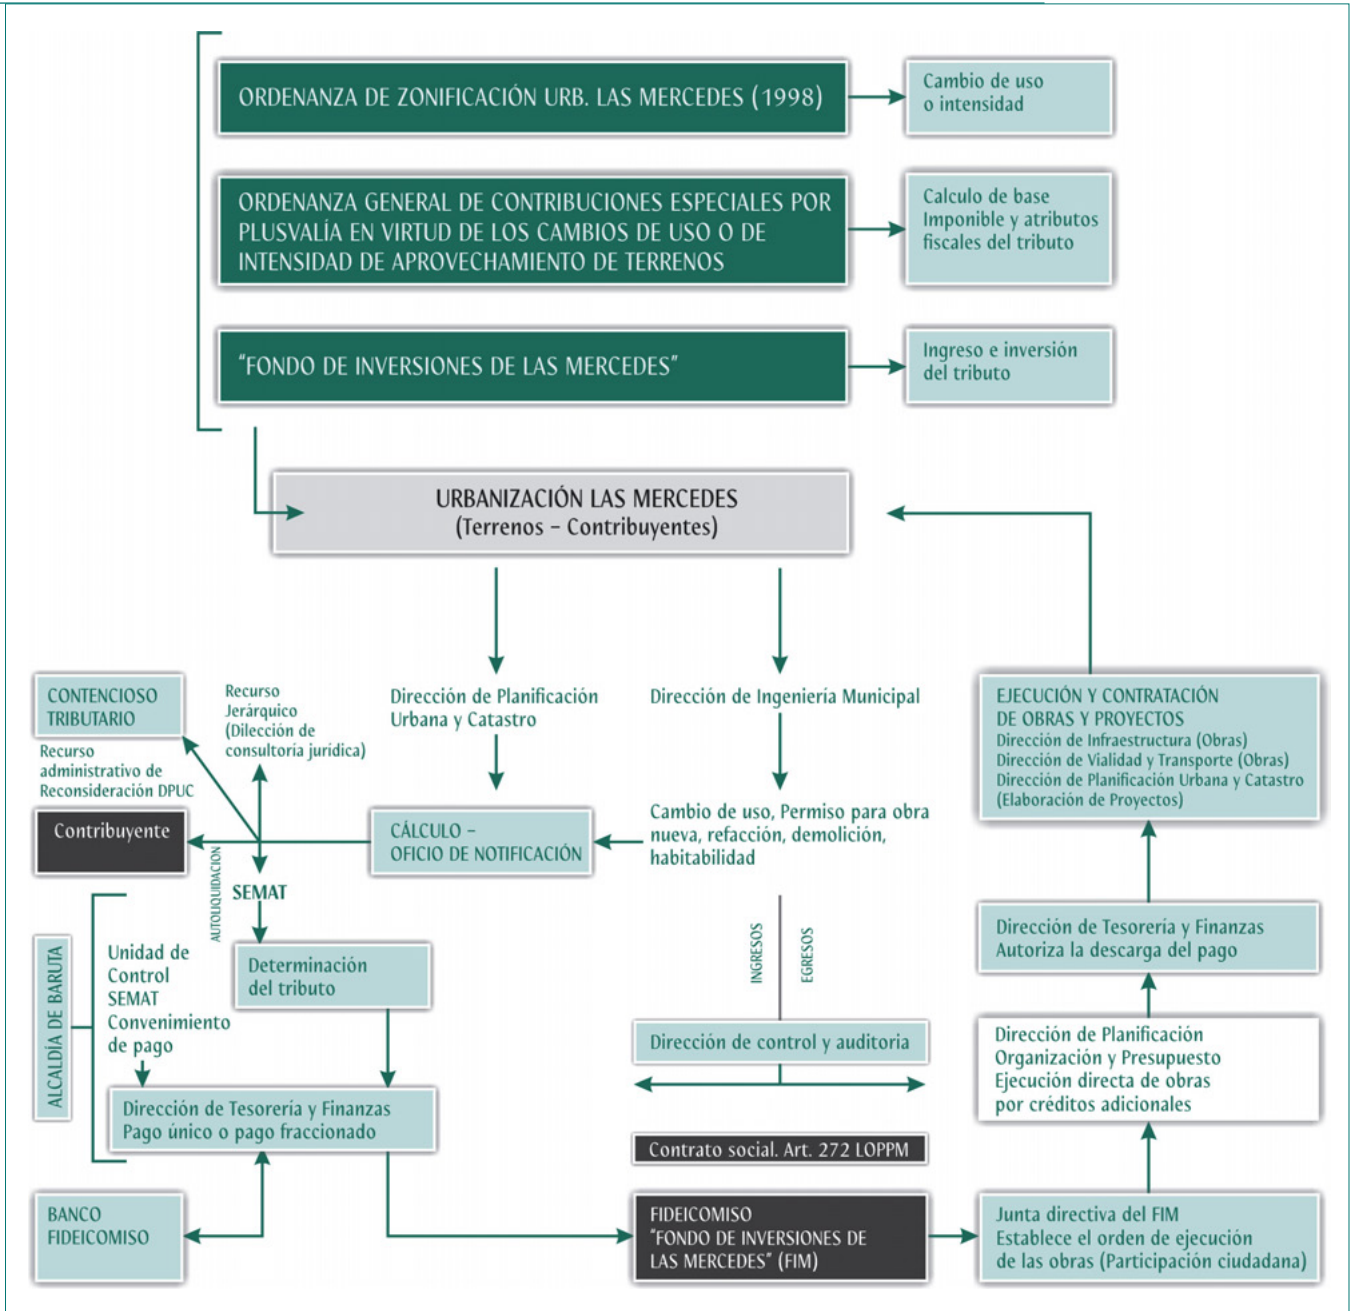 ORDENANZA DE ZONIFICACIÓN URB. LAS MERCEDES (1998)
Cambio de uso
o intensidad
ORDENANZA GENERAL DE CONTRIBUCIONES ESPECIALES POR
PLUSVALÍA EN VIRTUD DE LOS CAMBIOS DE USO O DE
INTENSIDAD DE APROVECHAMIENTO DE TERRENOS
Calculo de base
Imponible y atributos
fiscales del tributo
“FONDO DE INVERSIONES DE LAS MERCEDES”
Ingreso e inversión
del tributo
URBANIZACIÓN LAS MERCEDES
(Terrenos – Contribuyentes)
CONTENCIOSO
TRIBUTARIO
Recurso
Jerárquico
(Dilección de
consultoría jurídica)
Dirección de Planificación
Urbana y Catastro
Dirección de Ingeniería Municipal
EJECUCIÓN Y CONTRATACIÓN
DE OBRAS Y PROYECTOS
Dirección de Infraestructura (Obras)
Dirección de Vialidad y Transporte (Obras)
Dirección de Planificación Urbana y Catastro
(Elaboración de Proyectos)
Recurso
administrativo de
Reconsideración DPUC
Contribuyente
CÁLCULO –
OFICIO DE NOTIFICACIÓN
Cambio de uso, Permiso para obra
nueva, refacción, demolición,
habitabilidad
AUTOLIQUIDACION
SEMAT
ALCALDÍA DE BARUTA
Unidad de
Control
SEMAT
Convenimiento
de pago
Determinación
del tributo
INGRESOS
EGRESOS
Dirección de Tesorería y Finanzas
Autoriza la descarga del pago
Dirección de control y auditoria
Dirección de Planificación
Organización y Presupuesto
Ejecución directa de obras
por créditos adicionales
Dirección de Tesorería y Finanzas
Pago único o pago fraccionado
Contrato social. Art. 272 LOPPM
BANCO
FIDEICOMISO
FIDEICOMISO
“FONDO DE INVERSIONES DE
LAS MERCEDES” (FIM)
Junta directiva del FIM
Establece el orden de ejecución
de las obras (Participación ciudadana)